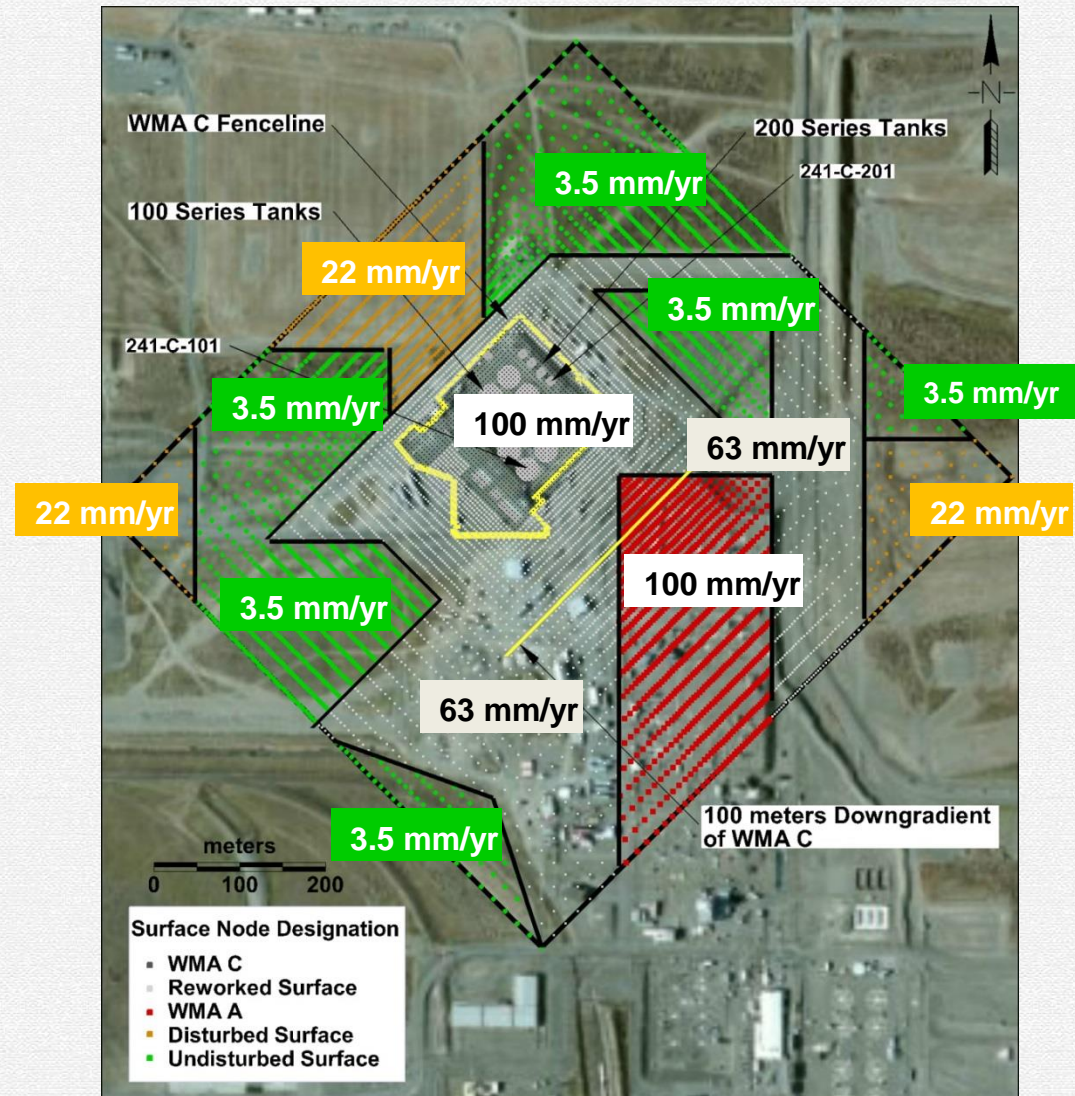 N
WMA C Fenceline
200 Series Tanks
241-C-201
3.5 mm/yr
100 Series Tanks
22 mm/yr
3.5 mm/yr
241-C-101
3.5 mm/yr
3.5 mm/yr
100 mm/yr
63 mm/yr
22 mm/yr
22 mm/yr
100 mm/yr
3.5 mm/yr
63 mm/yr
100 meters Downgradient
of WMA C
3.5 mm/yr
meters
0 100 200
Surface Node Designation
WMA C
Reworked Surface
WMA A
Disturbed Surface
Undisturbed Surface